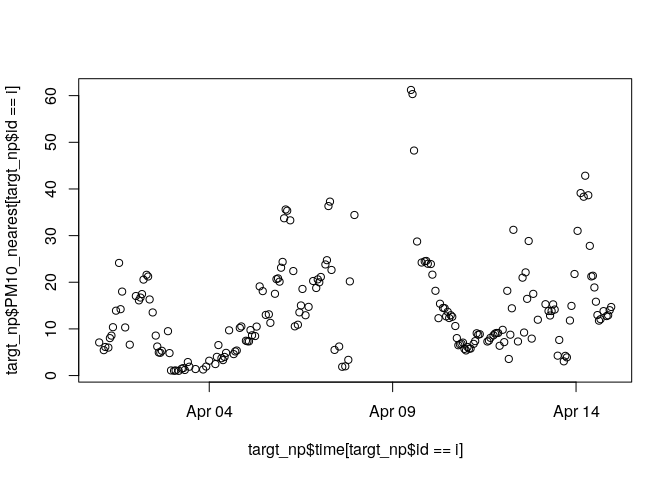 targt_np$PM10_nearest[targt_np$id == i]
60
50
40
30
20
10
0
Apr 04 Apr 09 Apr 14
targt_np$time[targt_np$id == i]